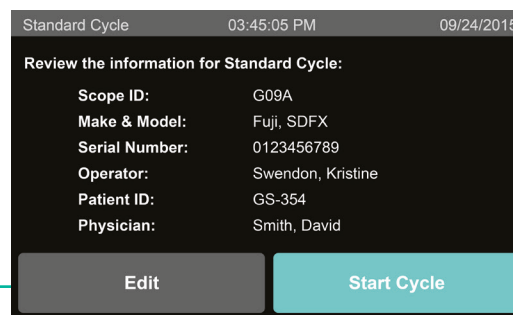 Standard Cycle 03:45:05 PM 09/24/2015
Review the information for Standard Cycle:
Scope ID: G09A
Make & Model: Fuji, SDFX
Serial Number: 0123456789
Operator: Swendon, Kristine
Patient ID: GS-354
Physician: Smith, David
Edit Start Cycle